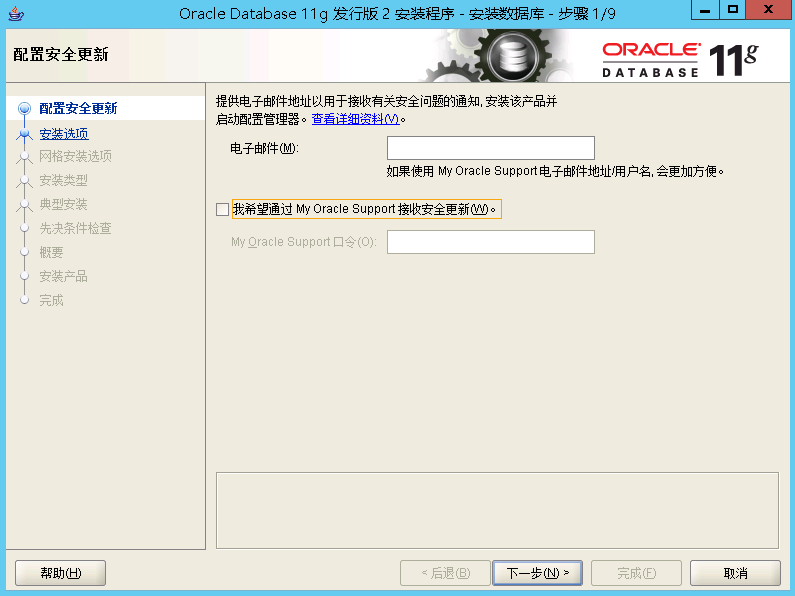 Oracle Database 11g 发行版 2 安装程序 - 安装数据库 - 步骤 1/9
配置安全更新
ORACLE
DATABASE
11g
配置安全更新
安装选项
网格安装选项
安装类型
典型安装
先决条件检查
概要
安装产品
完成
提供电子邮件地址以用于接收有关安全问题的通知, 安装该产品并
启动配置管理器。查看详细资料(V)。
电子邮件(M):
如果使用 My Oracle Support 电子邮件地址/用户名, 会更加方便。
我希望通过 My Oracle Support 接收安全更新(W)。
My Oracle Support 口令(O):
帮助(H)
< 后退(B)
下一步(N) >
完成(F)
取消